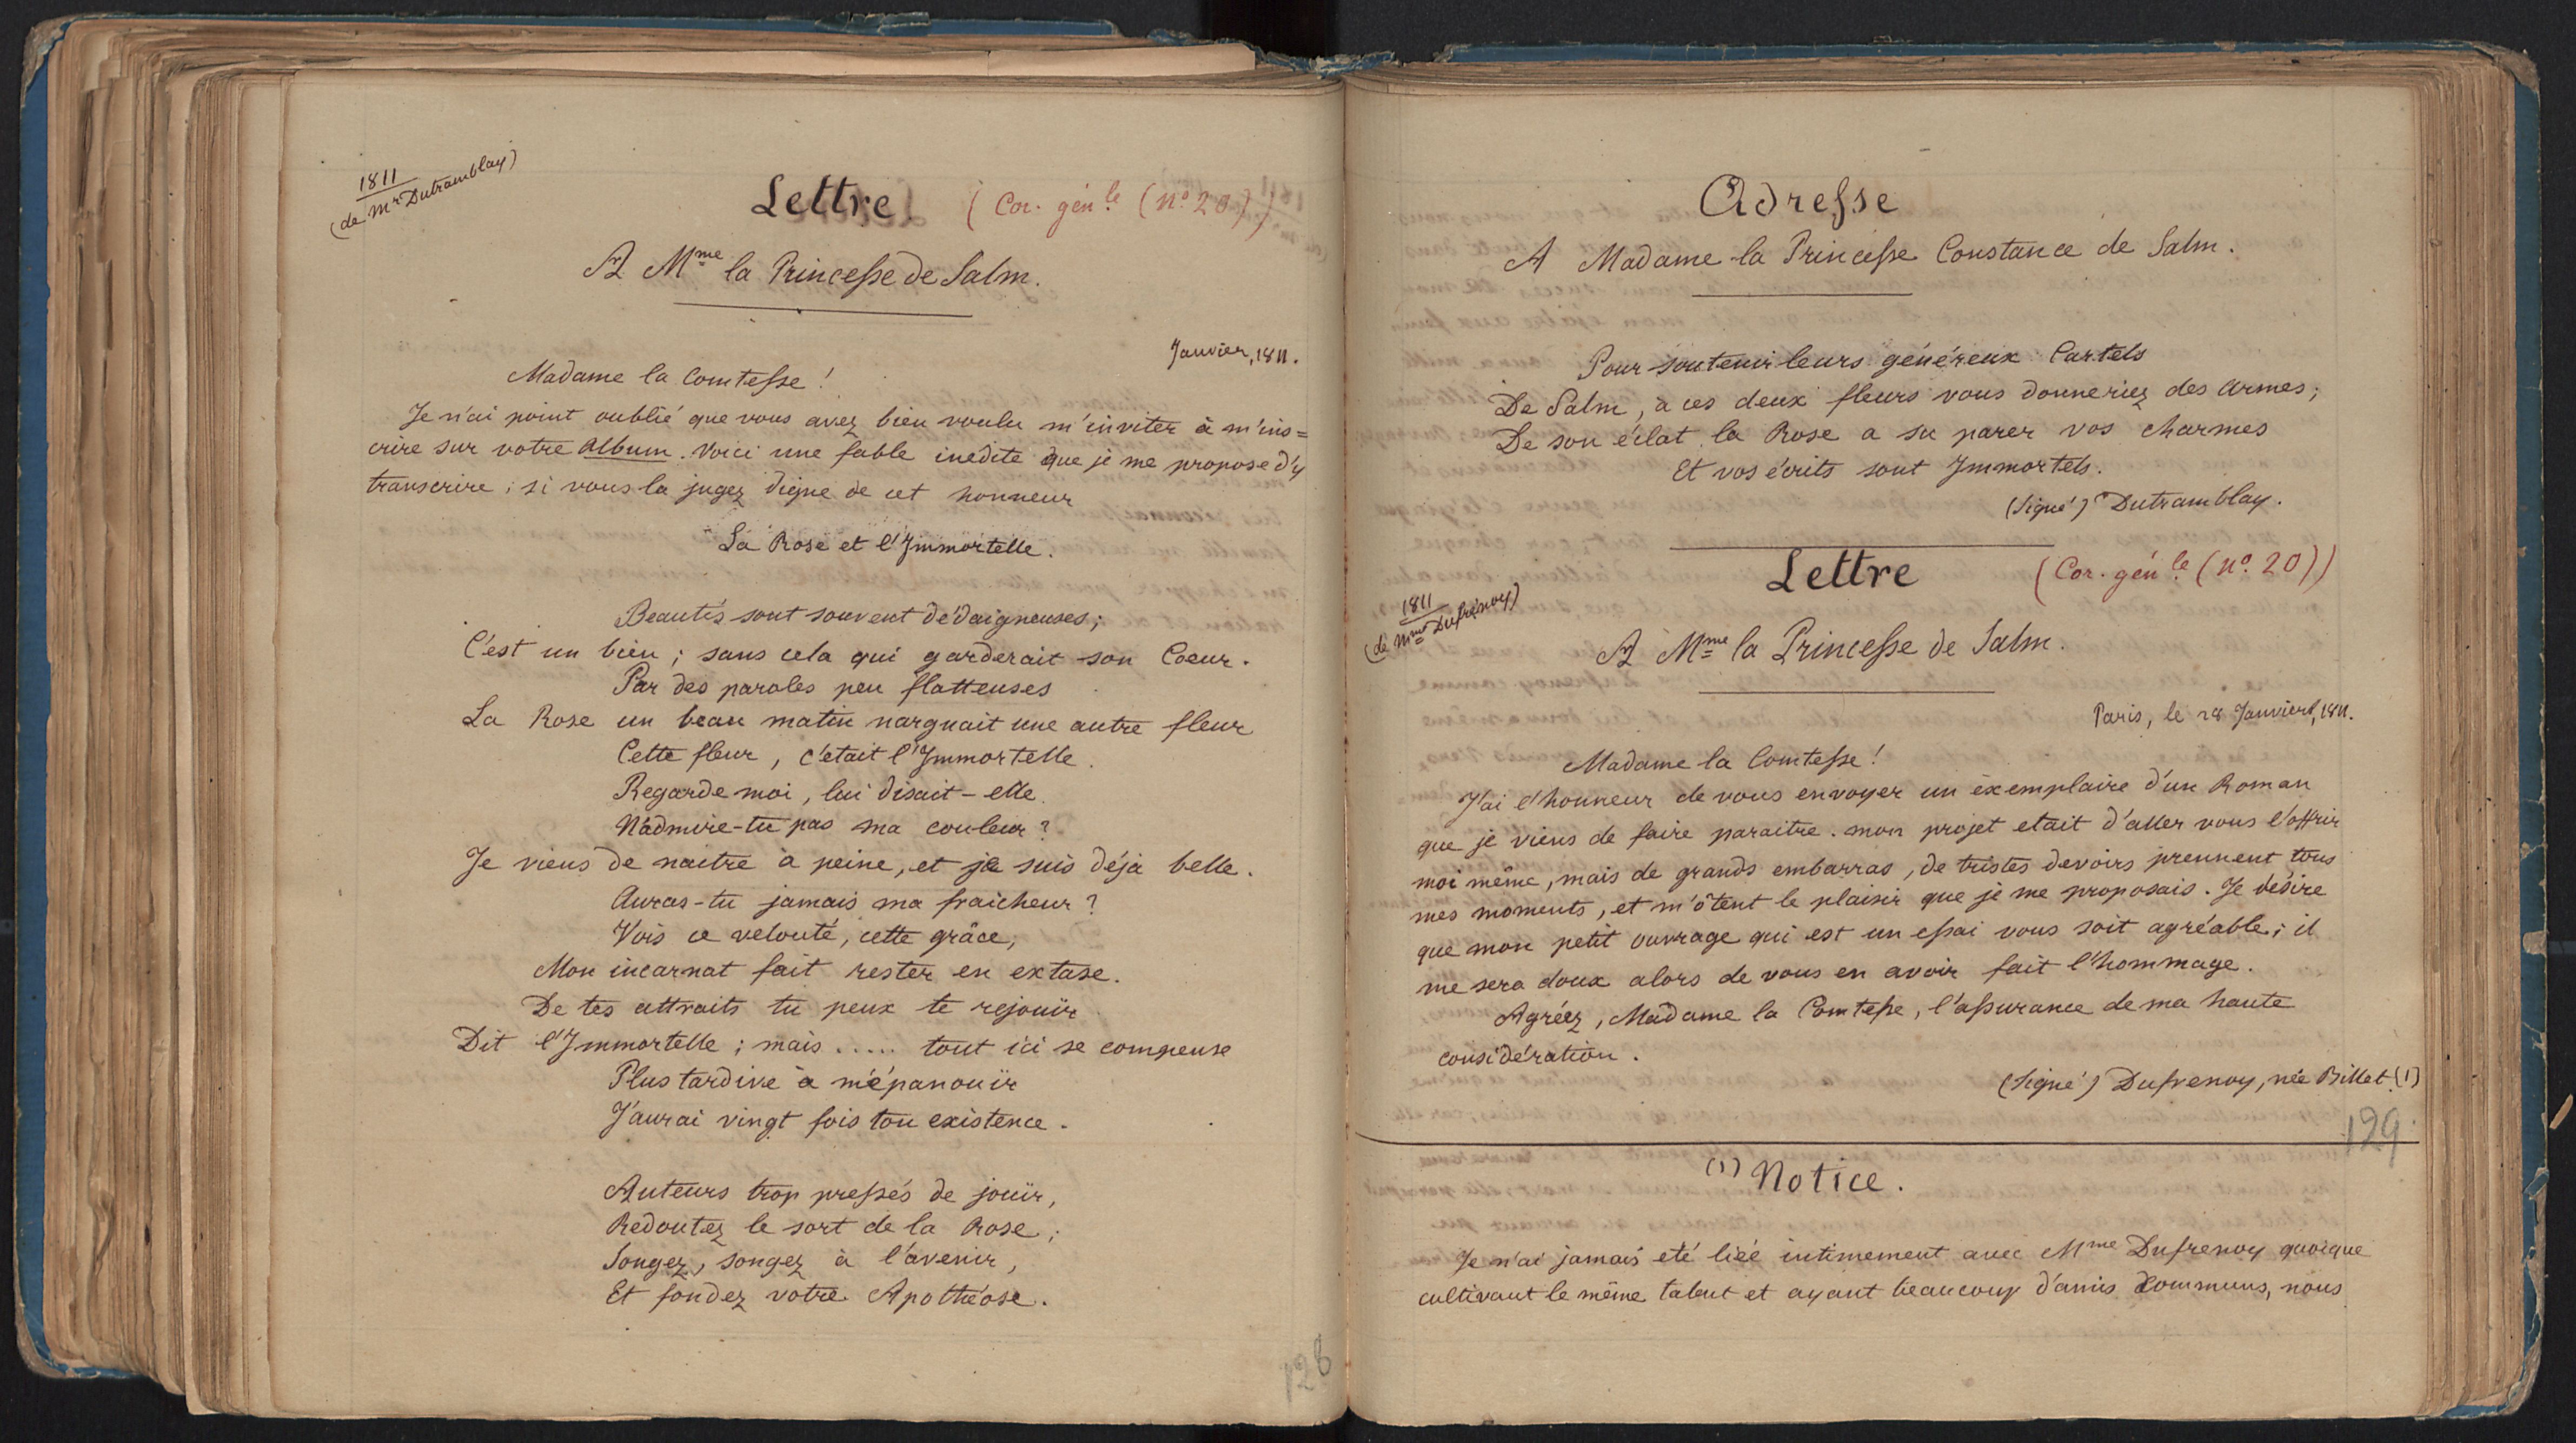 1811
(de Mr Dutramblay)
Lettre. (Cor. génle (nº 20))
A Mme la Princesse de Salm.
Janvier, 1811.
Madame la Comtesse !
Je n'ai point oublié que vous avez bien voulu m'inviter à m'ins=
crire sur votre Album. Voici une fable inedite que je me propose d'y
transcrire ; si vous la jugez digne de cet honneur
La Rose et l'Immortelle.
Beautés sont souvent dédaigneuses ;
C'est un bien ; sans cela qui garderait son Coeur.
Par des paroles peu flatteuses
La Rose un beau matin narguait une autre fleur
Cette fleur, c'etait l'Immortelle.
Regarde moi, lui disait-elle
N'admire-tu pas ma couleur ?
Je viens de naitre à peine, et je suis déja belle.
Auras-tu jamais ma fraicheur ?
Vois ce velouté, cette grâce,
Mon incarnat fait rester en extase.
De tes attraits tu peux te rejouir
Dit l'Immortelle ; mais ..... tout ici se compense
Plus tardive à m'épanouïr
J'aurai vingt fois ton existence.
Auteurs trop pressés de jouïr,
Redoutez le sort de la Rose ;
Songez, songez à l'avenir,
Et fondez votre Apothéose.
128
Adresse
A Madame la Princesse Constance de Salm.
Pour soutenir leurs généreux Cartels
De Salm, à ces deux fleurs vous donneriez des armes ;
De son éclat la Rose a su parer vos charmes
Et vos écrits sont Immortels.
(Signé) Dutramblay.
Lettre (Cor. génle (nº 20))
1811
(de Mme Dufrénoy)
A Mme la Princesse de Salm.
Paris, le 28 Janvier, 1811.
Madame la Comtesse !
J'ai l'honneur de vous envoyer un exemplaire d'un Roman
que je viens de faire paraitre. mon projet etait d'aller vous l'offrir
moi même, mais de grands embarras, de tristes devoirs prennent tous
mes moments, et m'ôtent le plaisir que je me proposais. Je désire
que mon petit ouvrage qui est un essai vous soit agréable ; il
me sera doux alors de vous en avoir fait l'hommage.
Agréez, Madame la Comtesse, l'assurance de ma haute
considération.
(Signé) Dufrenoy, née Billet (1)
129
(1) Notice.
Je n'ai jamais eté liée intimement avec Mme Dufrenoy quoique
cultivant le même talent et ayant beaucoup d'amis Communs, nous